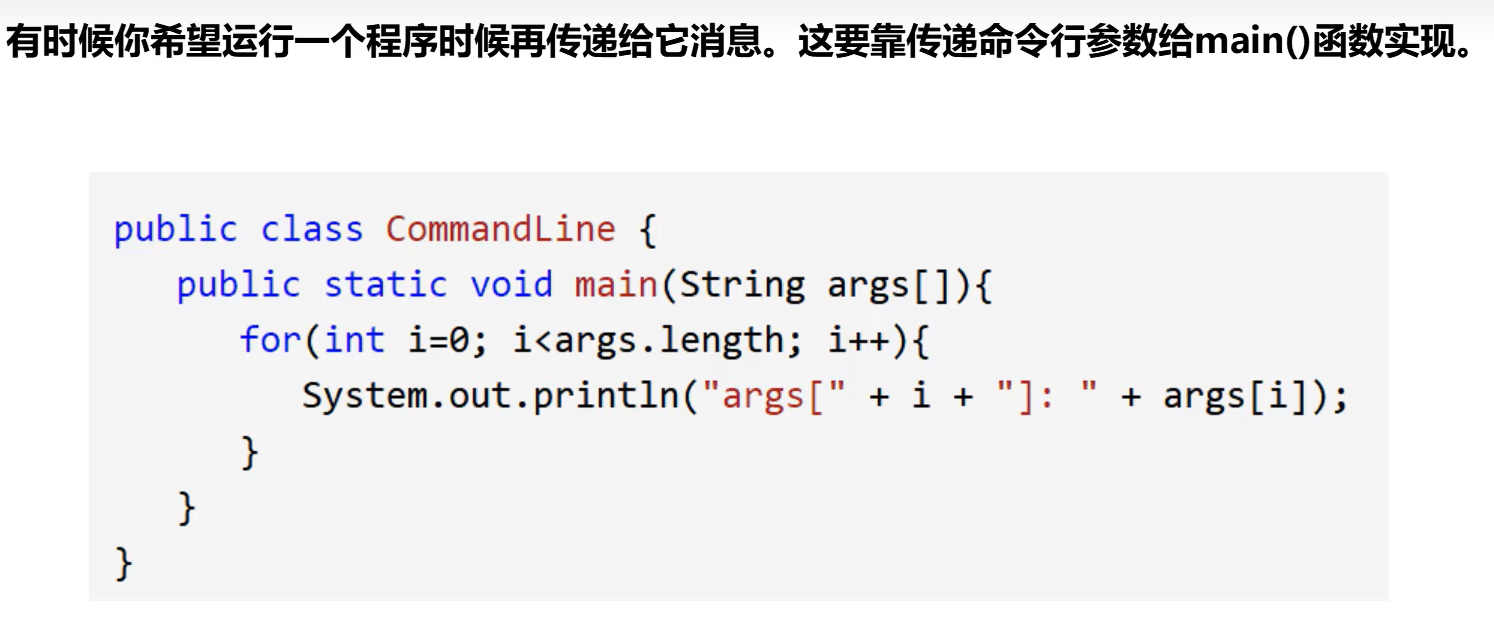 有时候你希望运行一个程序时候再传递给它消息。这要靠传递命令行参数给main()函数实现。
public class CommandLine {
   public static void main(String args[]){
      for(int i=0; i<args.length; i++){
         System.out.println("args[" + i + "]: " + args[i]);
      }
   }
}